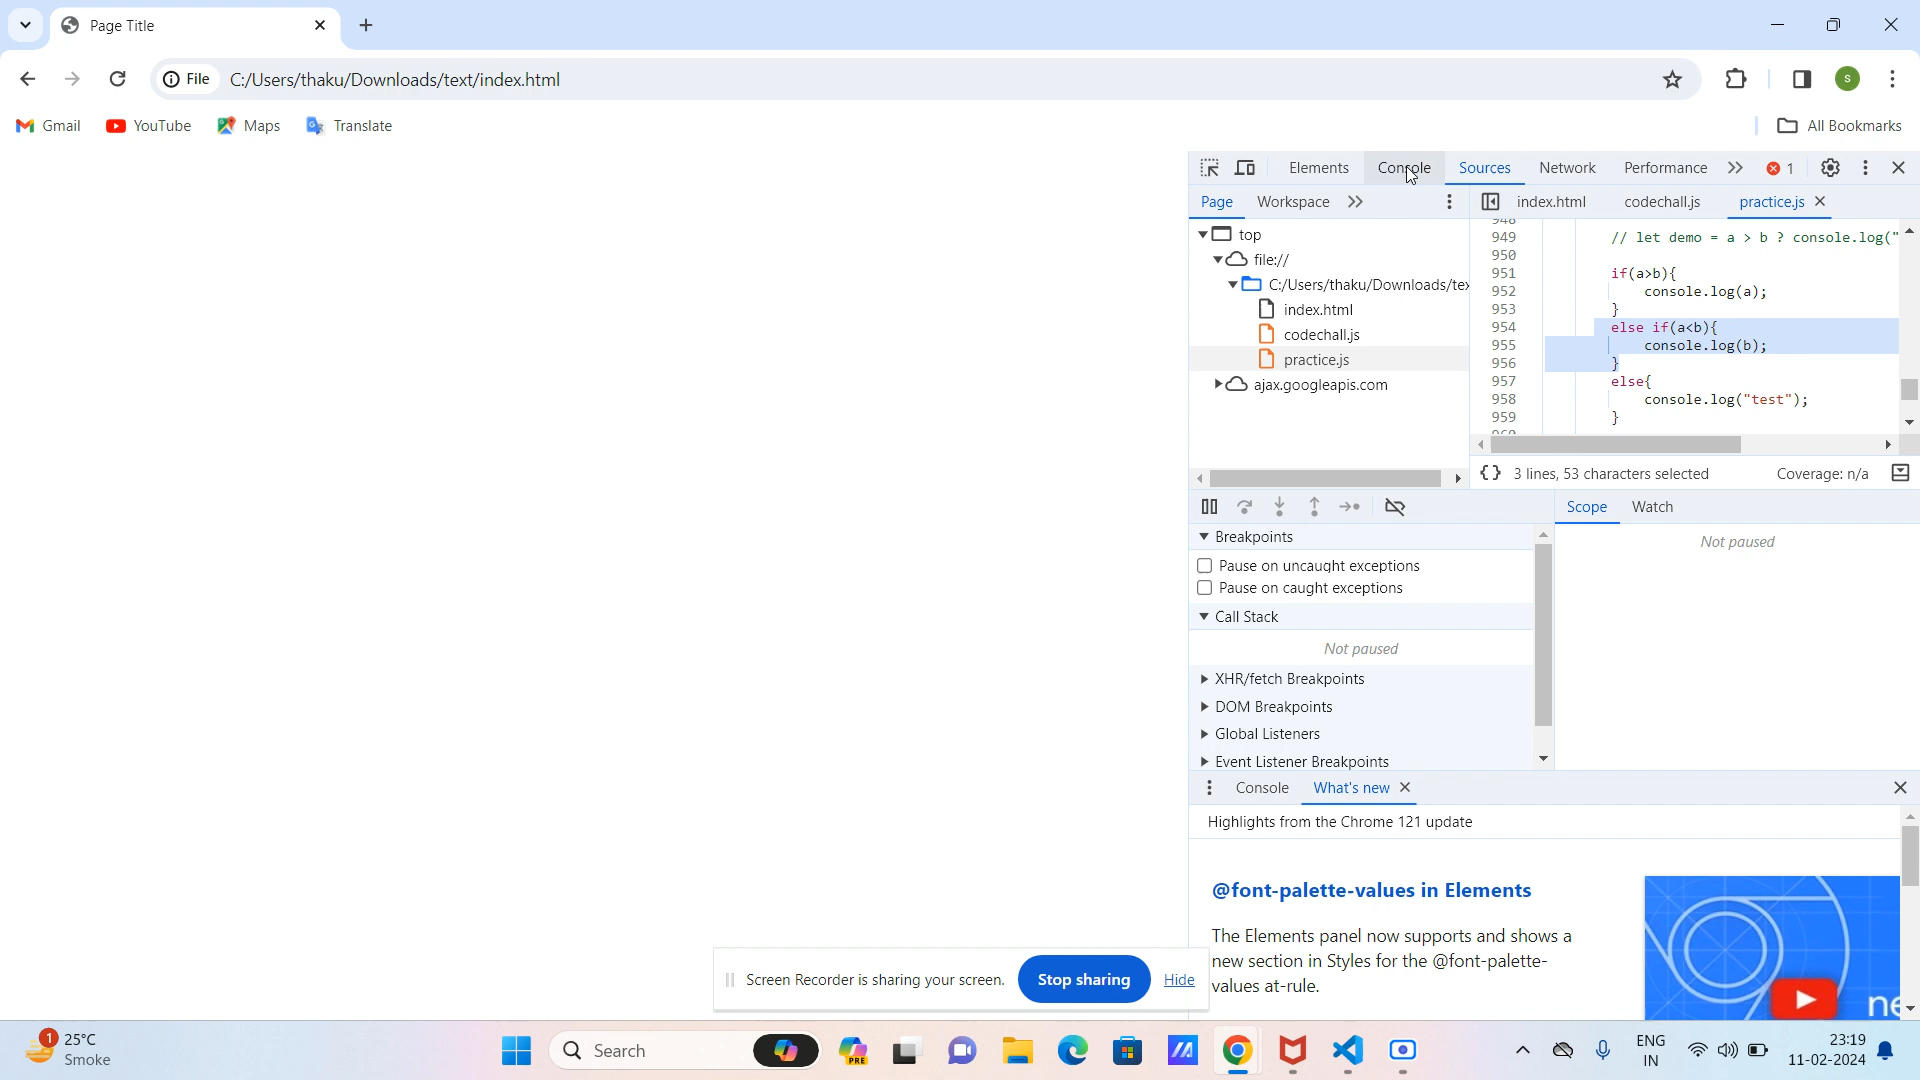 Page Title
File C:/Users/thaku/Downloads/text/index.html
Gmail YouTube Maps Translate All Bookmarks
Elements Console Sources Network Performance 1
Page Workspace index.html codechall.js practice.js
top
file://
C:/Users/thaku/Downloads/tex
index.html
codechall.js
practice.js
ajax.googleapis.com
949 // let demo = a > b ? console.log("
950
951 if(a>b){
952 console.log(a);
953 }
954 else if(a<b){
955 console.log(b);
956 }
957 else{
958 console.log("test");
959 }
{} 3 lines, 53 characters selected Coverage: n/a
Scope Watch
Breakpoints
Not paused
Pause on uncaught exceptions
Pause on caught exceptions
Call Stack
Not paused
XHR/fetch Breakpoints
DOM Breakpoints
Global Listeners
Event Listener Breakpoints
Console What's new
Highlights from the Chrome 121 update
@font-palette-values in Elements
The Elements panel now supports and shows a
new section in Styles for the @font-palette-
values at-rule.
ne
Screen Recorder is sharing your screen. Stop sharing Hide
1 25°C
Smoke
Search
PRE
ENG
IN
23:19
11-02-2024
S